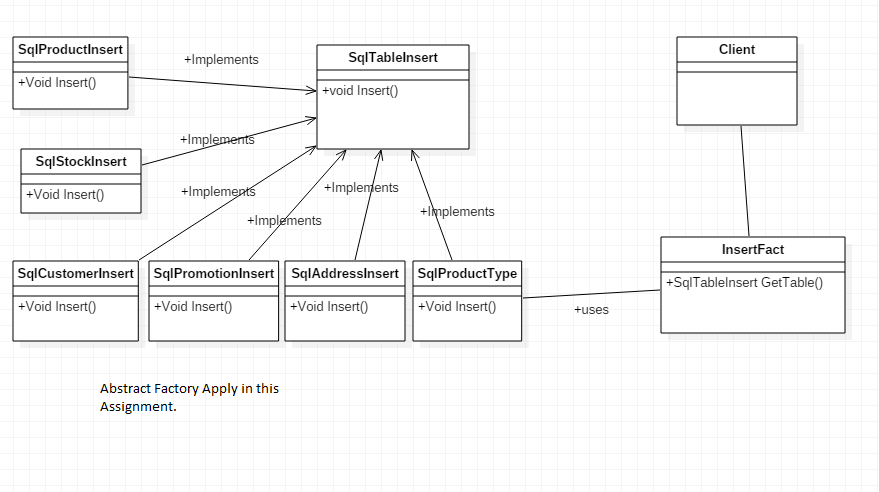 SqlProductInsert
+Void Insert()
+Implements
SqlTableInsert
+void Insert()
Client
SqlStockInsert
+Void Insert()
+Implements
+Implements
+Implements
+Implements
+Implements
SqlCustomerInsert
+Void Insert()
SqlPromotionInsert
+Void Insert()
SqlAddressInsert
+Void Insert()
SqlProductType
+Void Insert()
+uses
InsertFact
+SqlTableInsert GetTable()
Abstract Factory Apply in this
Assignment.